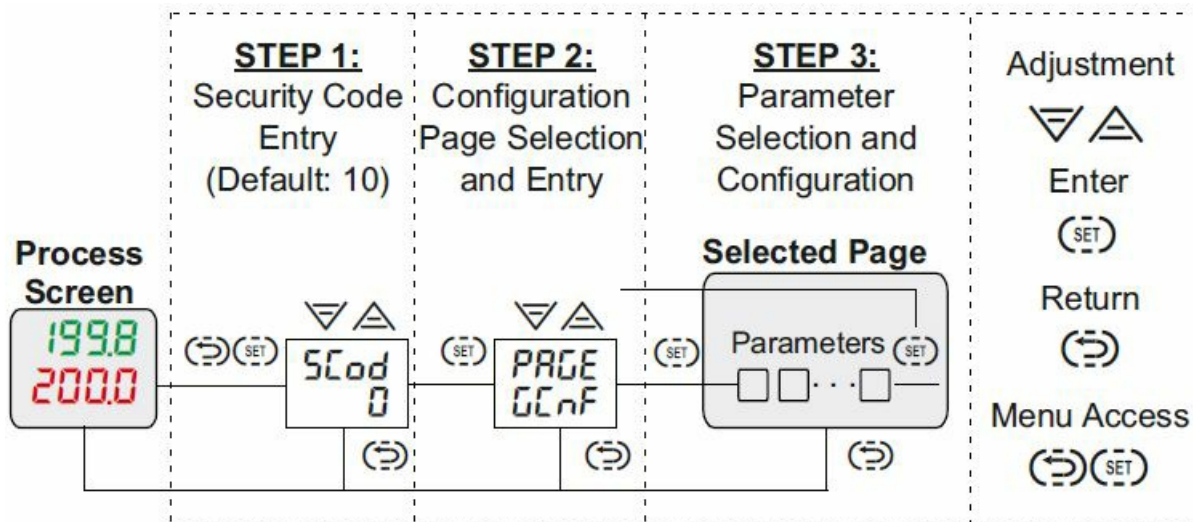 STEP 1:
Security Code
Entry
(Default: 10)
STEP 2:
Configuration
Page Selection
and Entry
STEP 3:
Parameter
Selection and
Configuration
Adjustment
Enter
SET
Return
Menu Access
SET
Process
Screen
199.8
200.0
SET
SCod
0
SET
PAGE
GCnF
SET
Selected Page
Parameters
SET